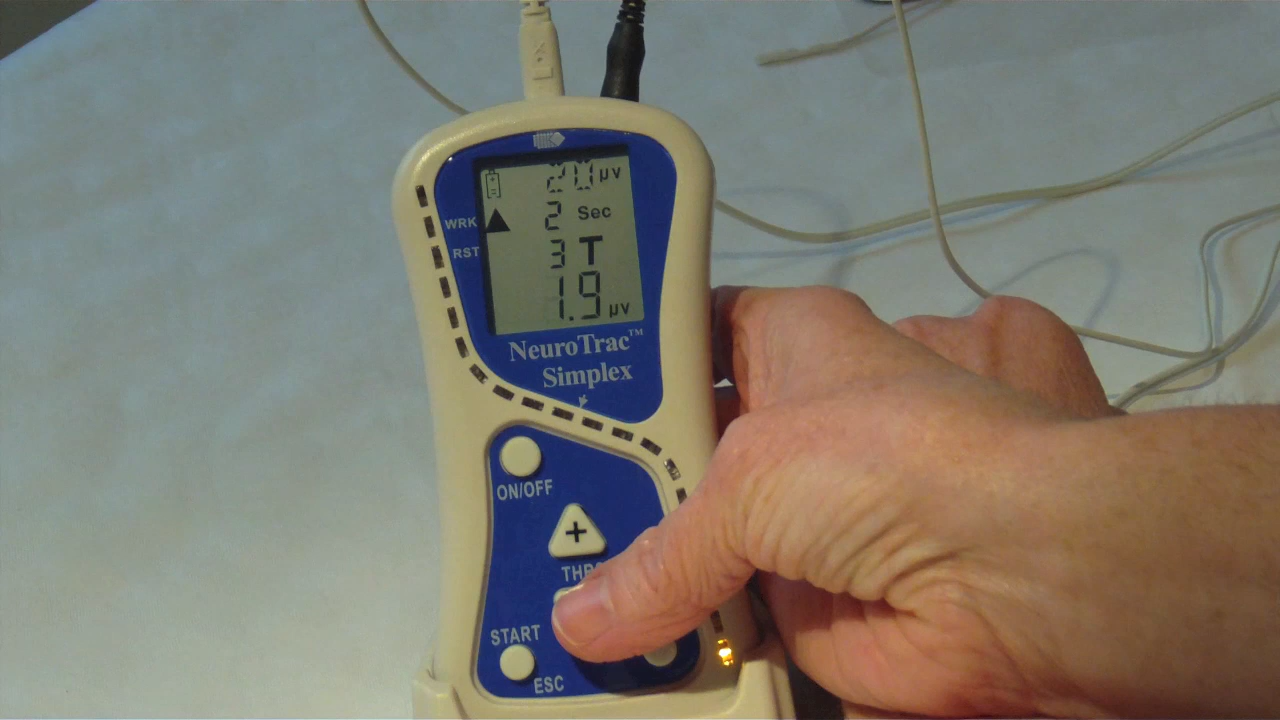 20 µv
WRK
2 Sec
RST
3 T
1.9 µv
NeuroTrac™
Simplex
ON/OFF
+
START
ESC